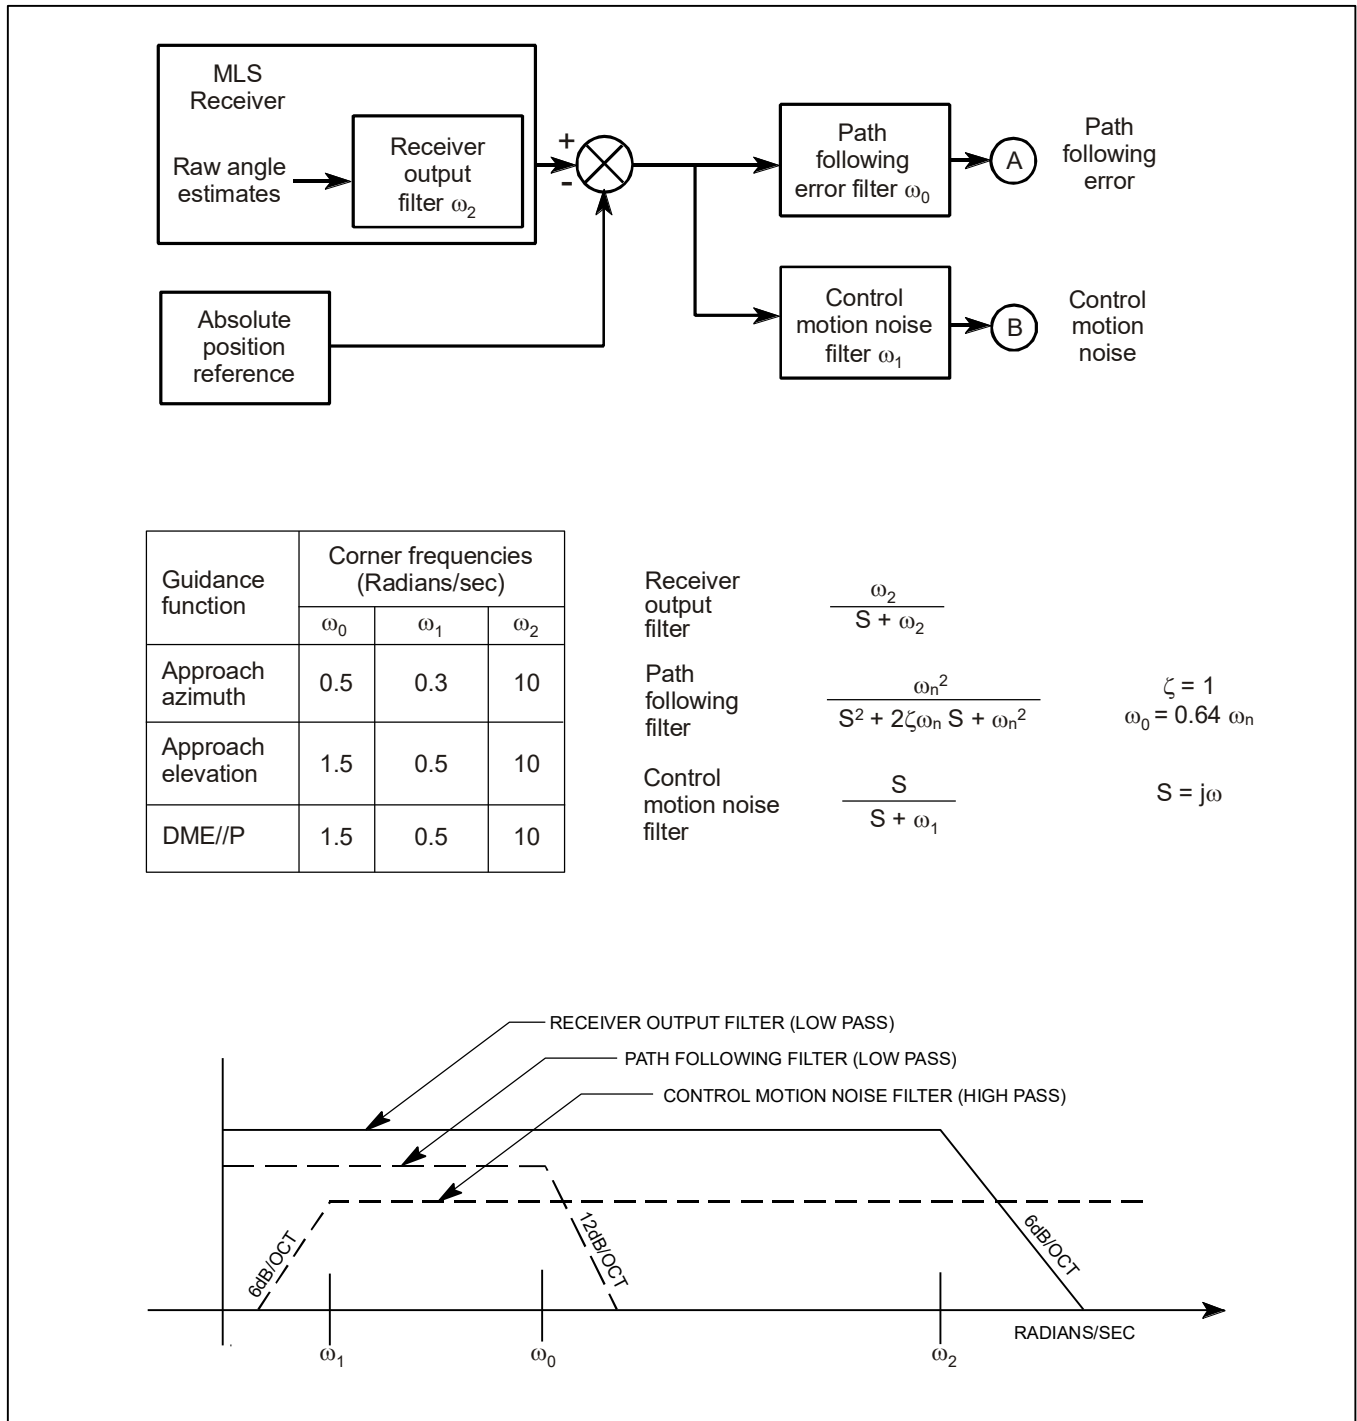 MLS
Receiver
Raw angle
estimates
Receiver
output
filter ω₂
+
-
Path
following
error filter ω₀
A
Path
following
error
Control
motion noise
filter ω₁
B
Control
motion
noise
Absolute
position
reference
Guidance
function
Corner frequencies
(Radians/sec)
ω₀ ω₁ ω₂
Approach
azimuth
0.5 0.3 10
Approach
elevation
1.5 0.5 10
DME//P 1.5 0.5 10
Receiver
output
filter
ω₂
S + ω₂
Path
following
filter
ωn²
S² + 2ζωn S + ωn²
ζ = 1
ω₀ = 0.64 ωn
Control
motion noise
filter
S
S + ω₁
S = jω
RECEIVER OUTPUT FILTER (LOW PASS)
PATH FOLLOWING FILTER (LOW PASS)
CONTROL MOTION NOISE FILTER (HIGH PASS)
6dB/OCT
12dB/OCT
6dB/OCT
RADIANS/SEC
ω₁
ω₀
ω₂